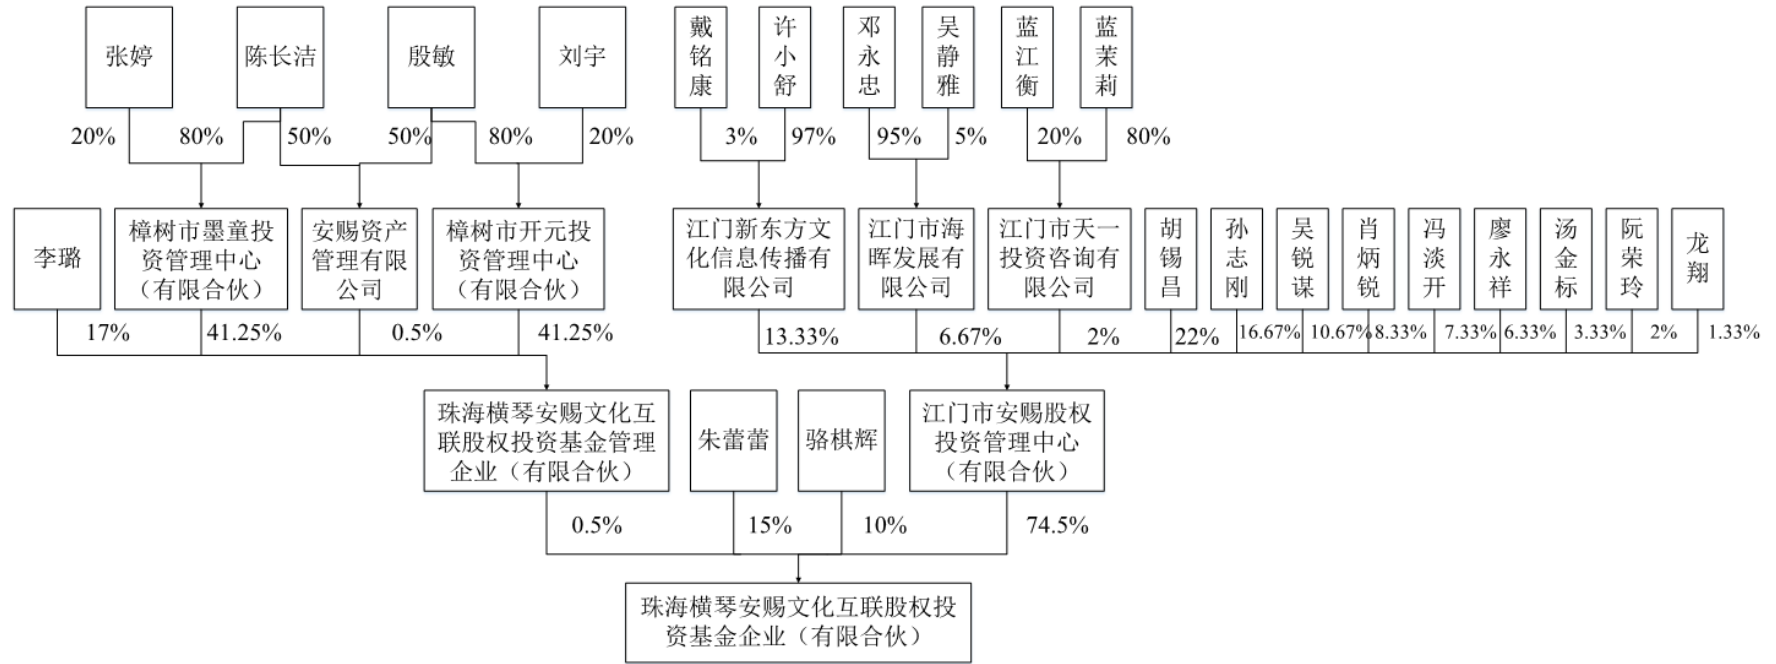 张婷
陈长洁
殷敏
刘宇
戴
铭
康
许
小
舒
邓
永
忠
吴
静
雅
蓝
江
衡
蓝
茉
莉
20%
80%
50%
50%
80%
20%
3%
97%
95%
5%
20%
80%
李璐
樟树市墨童投
资管理中心
（有限合伙）
安赐资产
管理有限
公司
樟树市开元投
资管理中心
（有限合伙）
江门新东方文
化信息传播有
限公司
江门市海
晖发展有
限公司
江门市天一
投资咨询有
限公司
胡
锡
昌
孙
志
刚
吴
锐
谋
肖
炳
锐
冯
淡
开
廖
永
祥
汤
金
标
阮
荣
玲
龙
翔
17%
41.25%
0.5%
41.25%
13.33%
6.67%
2%
22%
16.67%
10.67%
8.33%
7.33%
6.33%
3.33%
2%
1.33%
珠海横琴安赐文化互
联股权投资基金管理
企业（有限合伙）
朱蕾蕾
骆棋辉
江门市安赐股权
投资管理中心
（有限合伙）
0.5%
15%
10%
74.5%
珠海横琴安赐文化互联股权投
资基金企业（有限合伙）